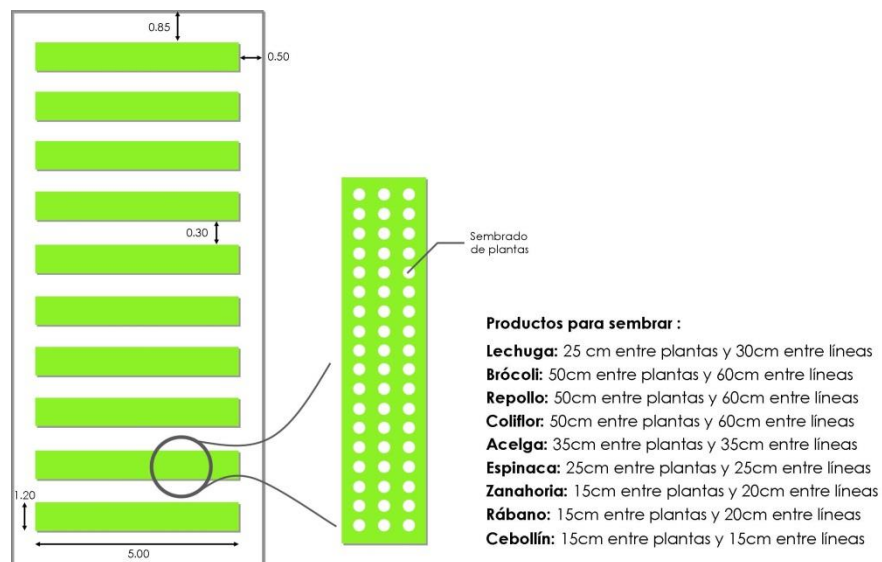 0.85
0.50
0.30
Sembrado
de plantas
Productos para sembrar :
Lechuga: 25 cm entre plantas y 30cm entre líneas
Brócoli: 50cm entre plantas y 60cm entre líneas
Repollo: 50cm entre plantas y 60cm entre líneas
Coliflor: 50cm entre plantas y 60cm entre líneas
Acelga: 35cm entre plantas y 35cm entre líneas
Espinaca: 25cm entre plantas y 25cm entre líneas
Zanahoria: 15cm entre plantas y 20cm entre líneas
Rábano: 15cm entre plantas y 20cm entre líneas
Cebollín: 15cm entre plantas y 15cm entre líneas
1.20
5.00